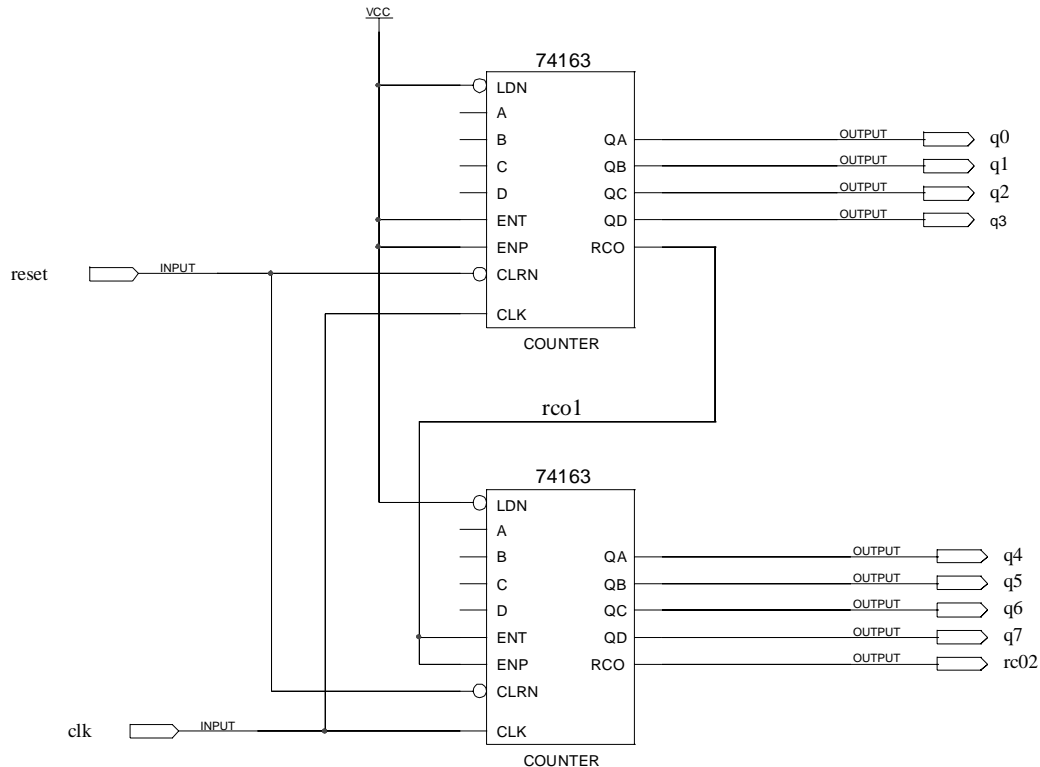 VCC
74163
LDN
A
B
C
D
ENT
ENP
CLRN
CLK
QA
QB
QC
QD
RCO
COUNTER
OUTPUT q0
OUTPUT q1
OUTPUT q2
OUTPUT q3
reset INPUT
rco1
74163
LDN
A
B
C
D
ENT
ENP
CLRN
CLK
QA
QB
QC
QD
RCO
COUNTER
OUTPUT q4
OUTPUT q5
OUTPUT q6
OUTPUT q7
OUTPUT rc02
clk INPUT